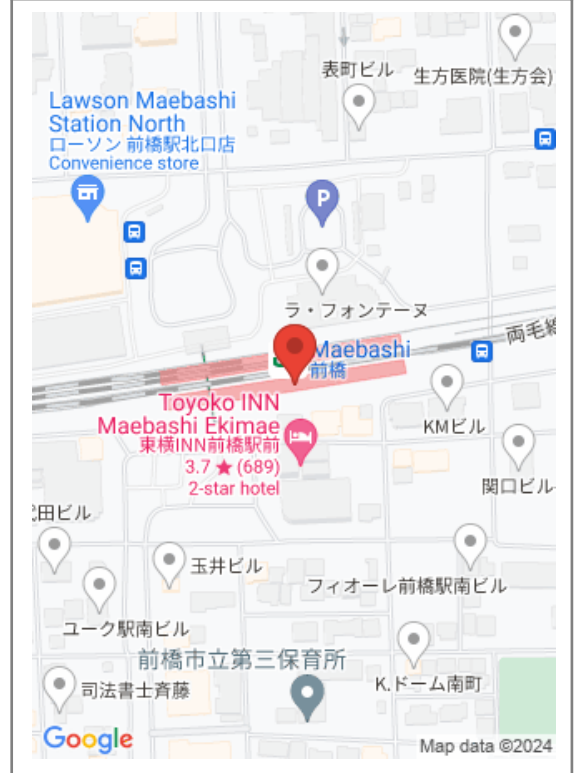 表町ビル
生方医院(生方会)
Lawson Maebashi
Station North
ローソン 前橋駅北口店
Convenience store
P
ラ・フォンテーヌ
両毛線
Maebashi
前橋
Toyoko INN
Maebashi Ekimae
東横INN前橋駅前
3.7 ★ (689)
2-star hotel
KMビル
関口ビル
代田ビル
玉井ビル
フィオーレ前橋駅南ビル
ユーク駅南ビル
前橋市立第三保育所
K.ドーム南町
司法書士斉藤
Google
Map data ©2024